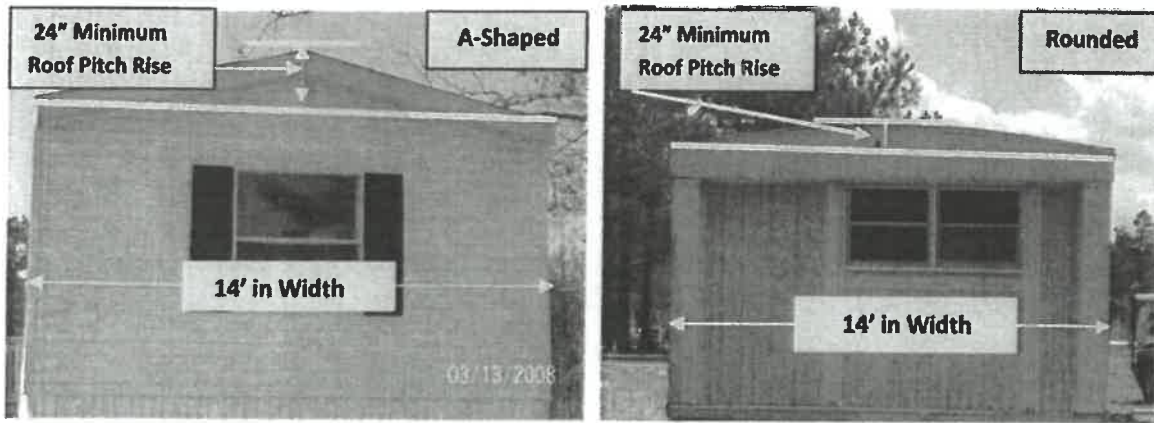 24" Minimum
Roof Pitch Rise
A-Shaped
14' in Width
03/13/2008
24" Minimum
Roof Pitch Rise
Rounded
14' in Width